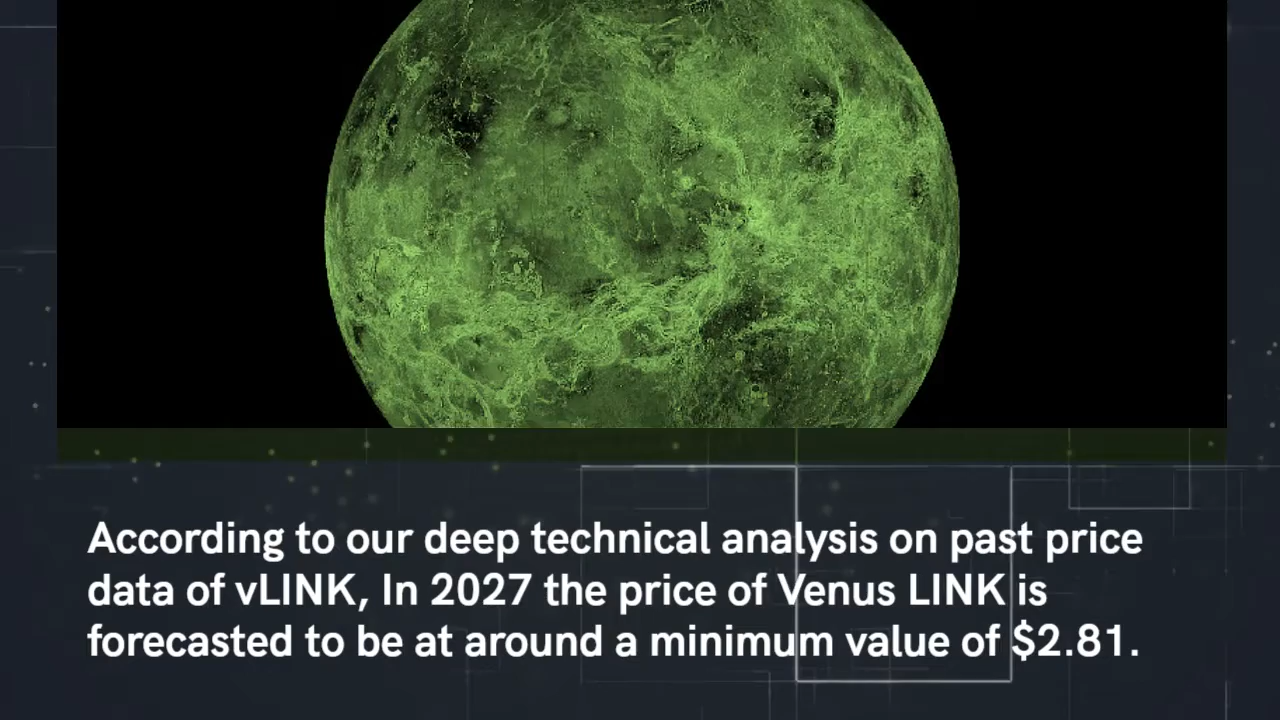 According to our deep technical analysis on past price
data of vLINK, In 2027 the price of Venus LINK is
forecasted to be at around a minimum value of $2.81.